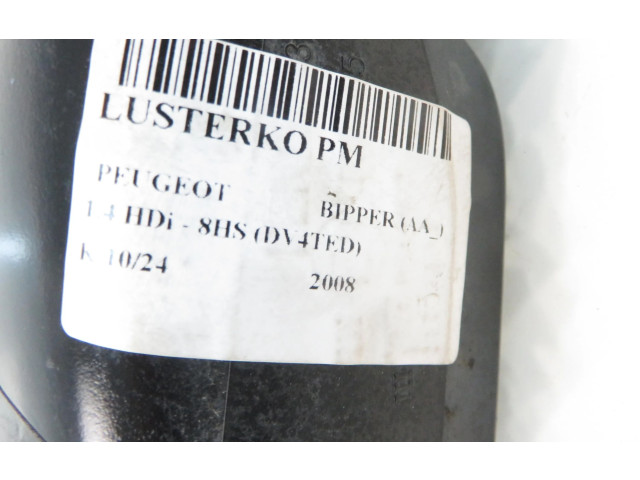 LUSTERKO PM
PEUGEOT BIPPER (AA_)
1.4 HDi - 8HS (DV4TED)
K 10/24 2008